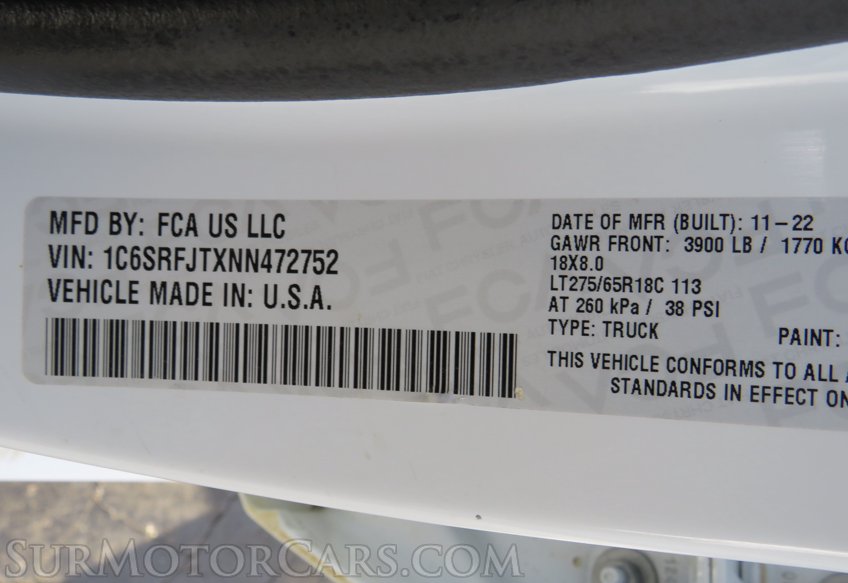 MFD BY: FCA US LLC
VIN: 1C6SRFJTXNN472752
VEHICLE MADE IN: U.S.A.
DATE OF MFR (BUILT): 11-22
GAWR FRONT: 3900 LB / 1770 KG
18X8.0
LT275/65R18C 113
AT 260 kPa / 38 PSI
TYPE: TRUCK PAINT:
THIS VEHICLE CONFORMS TO ALL
STANDARDS IN EFFECT ON
SurMotorCars.com